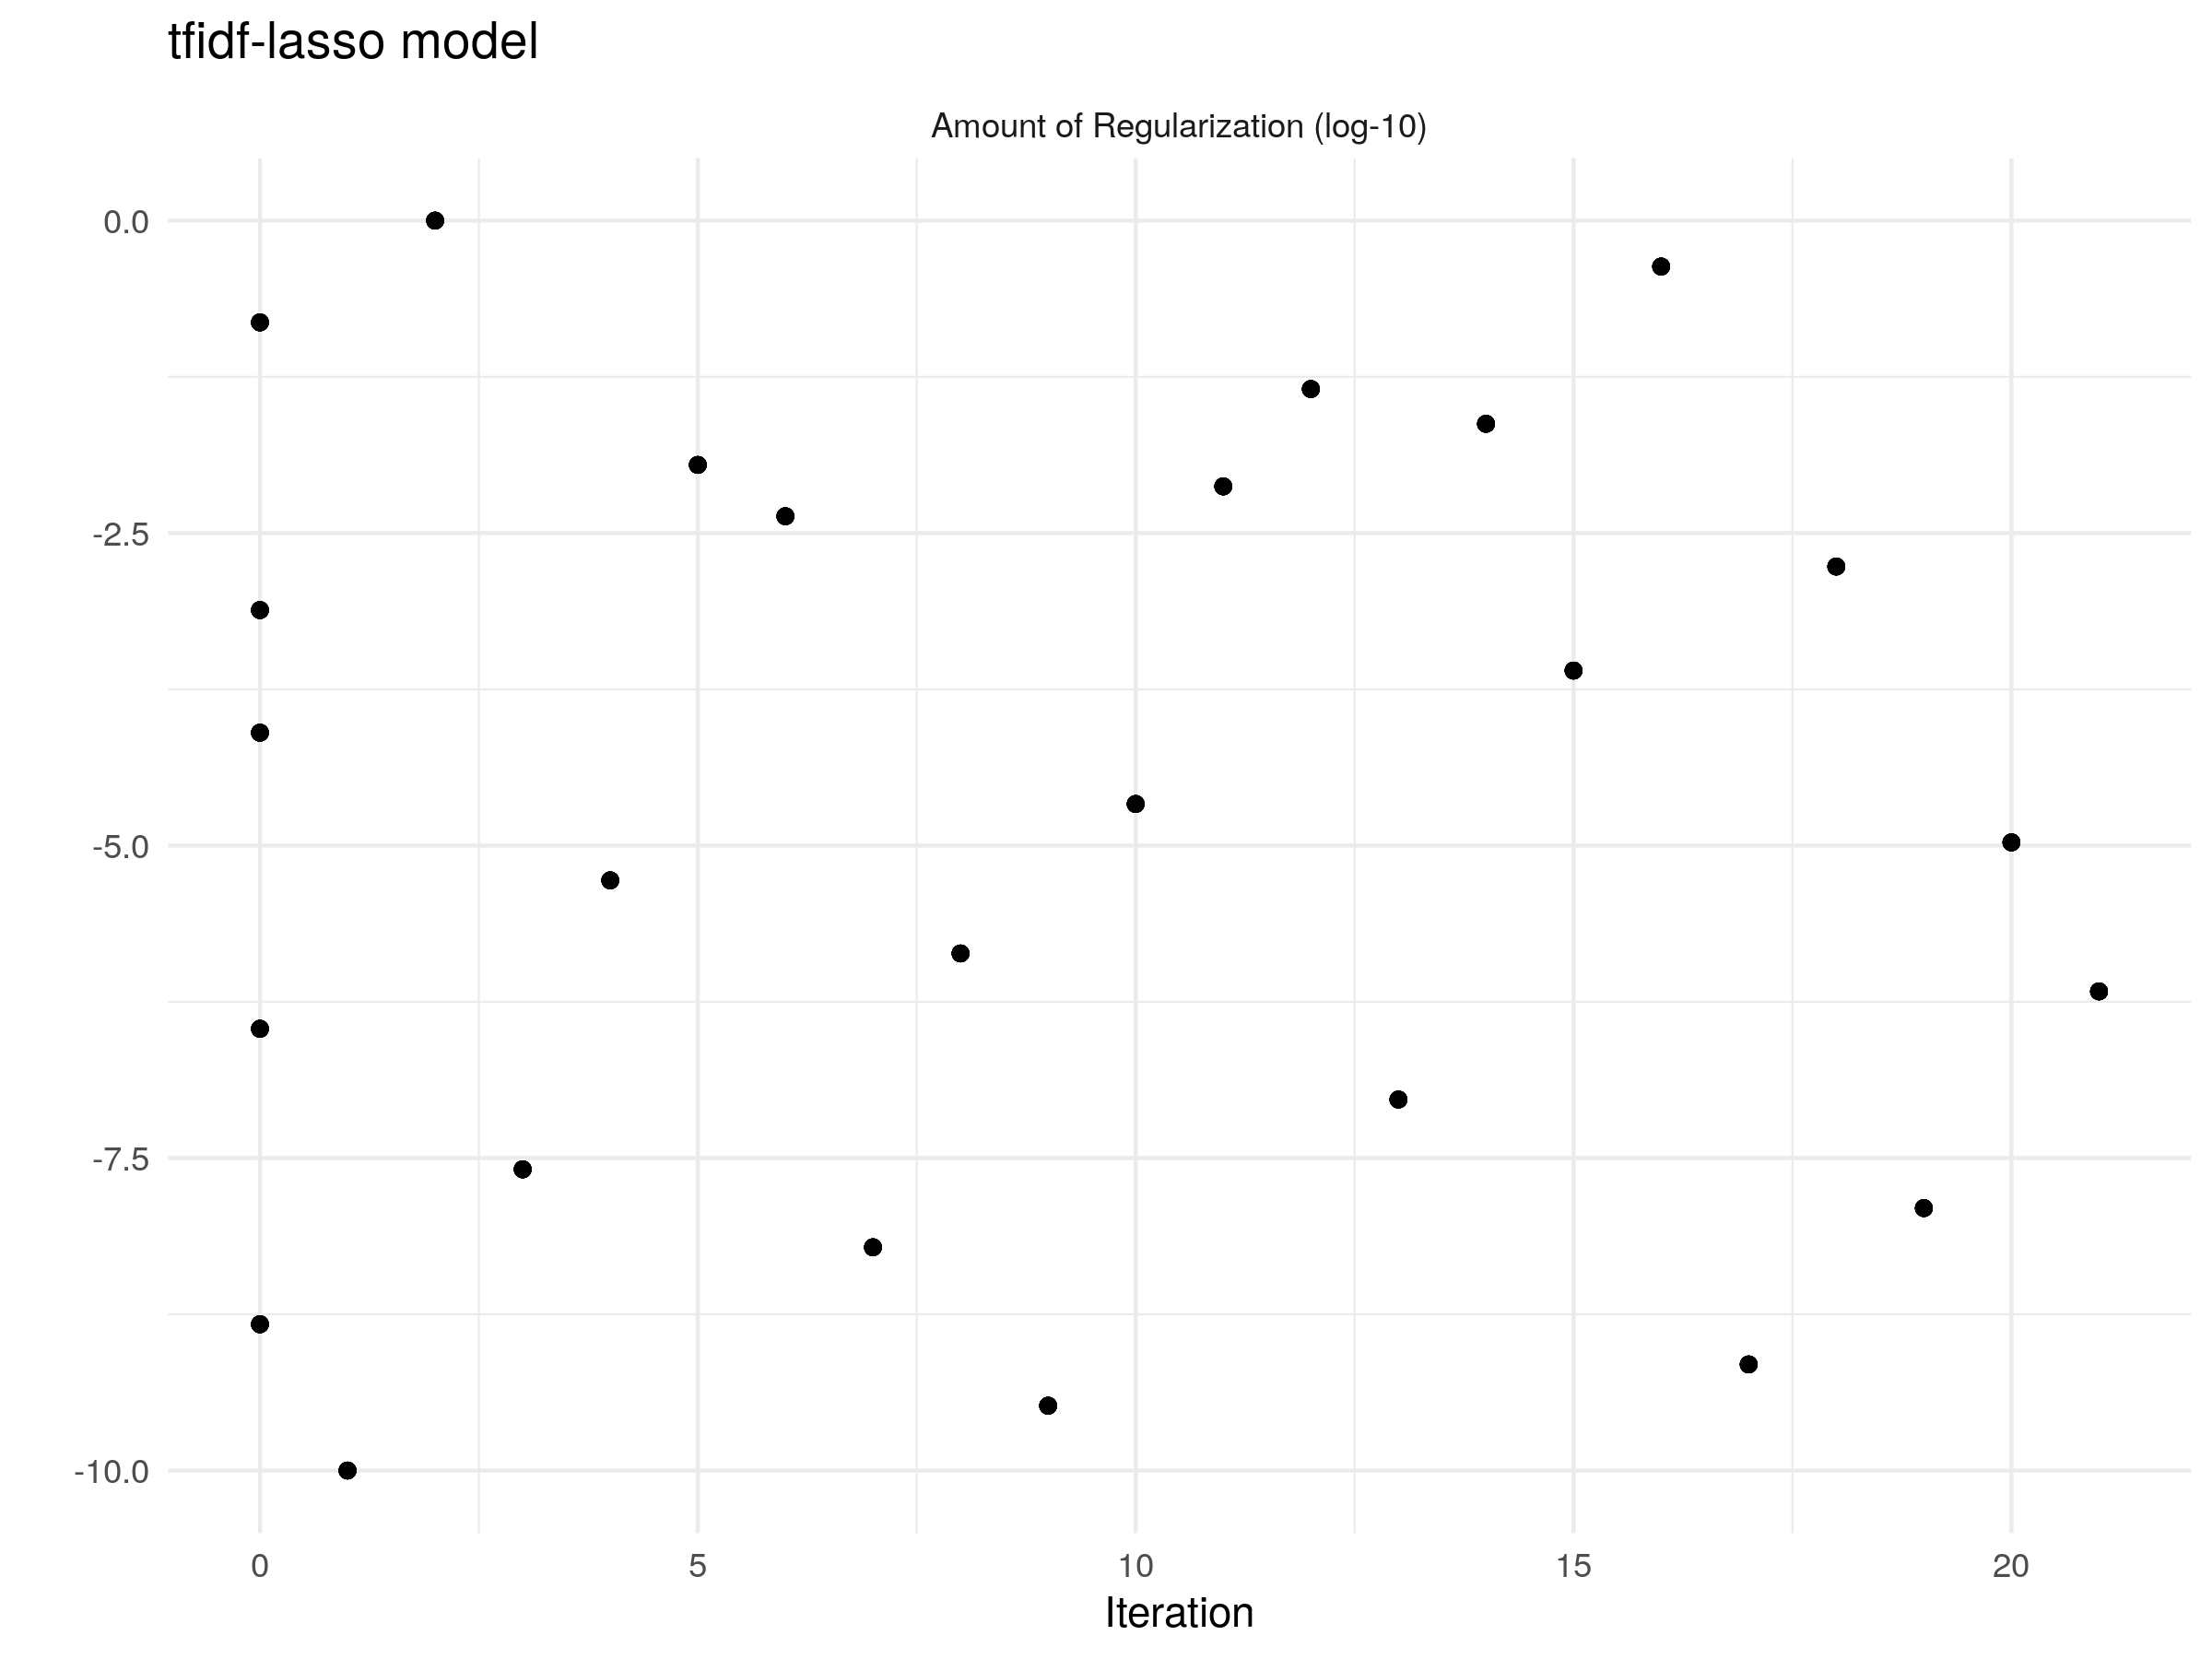 tfidf-lasso model
Amount of Regularization (log-10)
0.0
-2.5
-5.0
-7.5
-10.0
0 5 10 15 20
Iteration